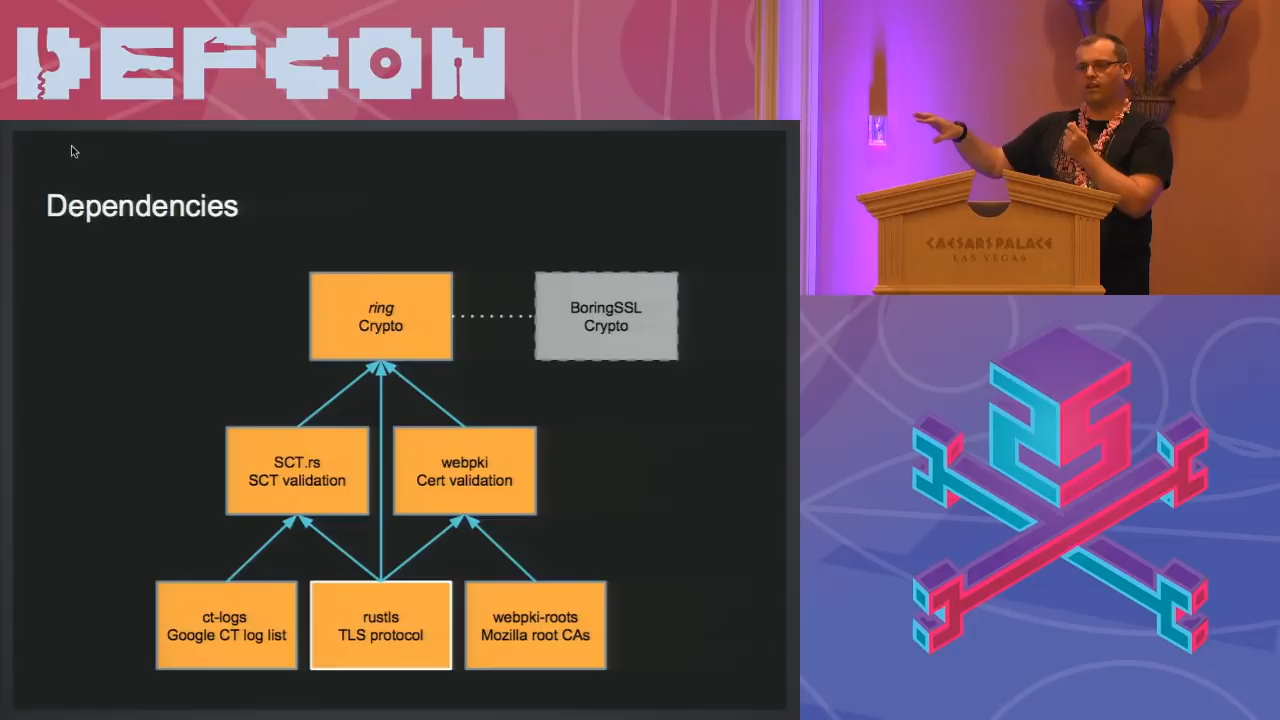 DEFCON
Dependencies
ring
Crypto
BoringSSL
Crypto
SCT.rs
SCT validation
webpki
Cert validation
ct-logs
Google CT log list
rustls
TLS protocol
webpki-roots
Mozilla root CAs
CAESARS PALACE
LAS VEGAS
25